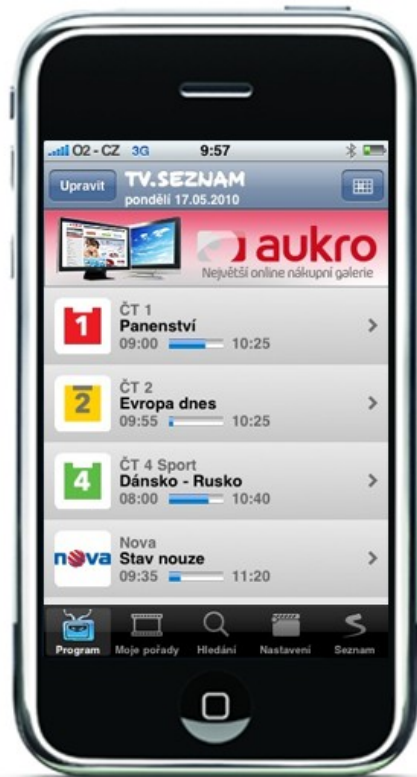 O2 - CZ 3G 9:57
Upravit TV.SEZNAM
pondělí 17.05.2010
aukro
Největší online nákupní galerie
1 ČT 1
Panenství
09:00 10:25
2 ČT 2
Evropa dnes
09:55 10:25
4 ČT 4 Sport
Dánsko - Rusko
08:00 10:40
nova Nova
Stav nouze
09:35 11:20
Program Moje pořady Hledání Nastavení Seznam